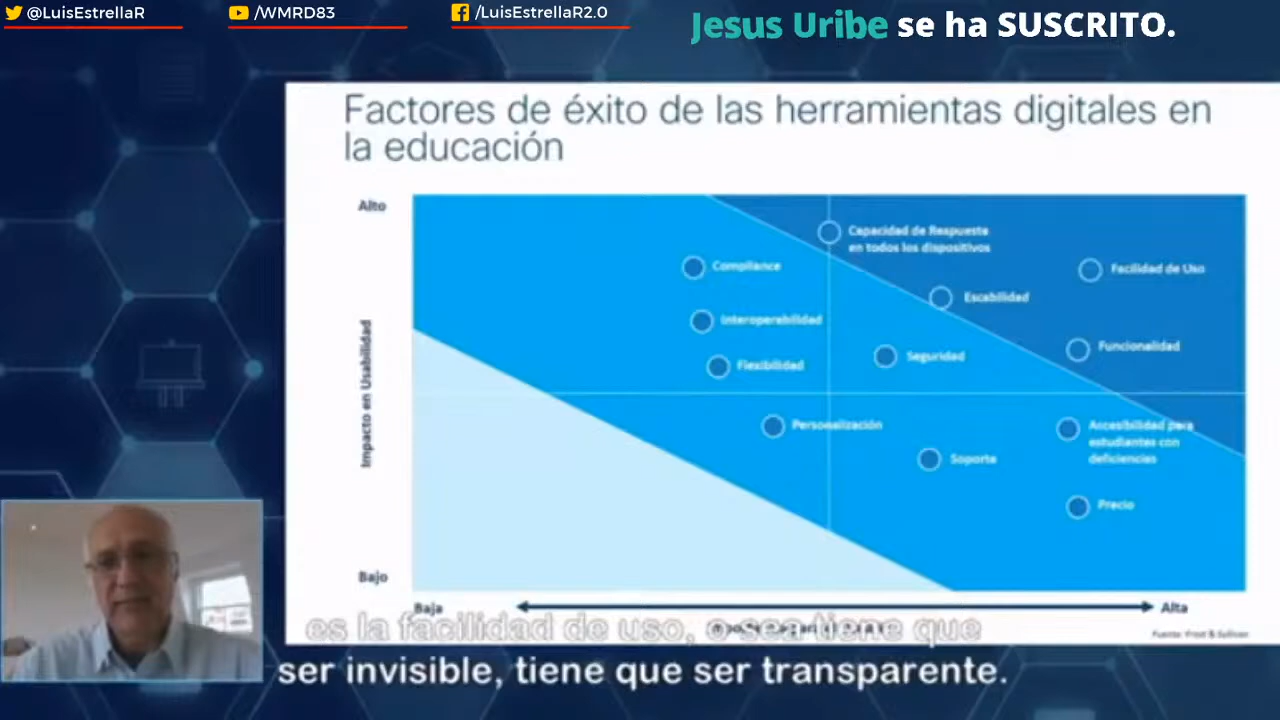 @LuisEstrellaR
/WMRD83
/LuisEstrellaR2.0
Jesus Uribe se ha SUSCRITO.
Factores de éxito de las herramientas digitales en
la educación
Alto
Capacidad de Respuesta
en todos los dispositivos
Compliance
Facilidad de Uso
Escabilidad
Interoperabilidad
Funcionalidad
Seguridad
Flexibilidad
Impacto en Usabilidad
Personalización
Accesibilidad para
estudiantes con
deficiencias
Soporte
Precio
Bajo
Baja
Alta
Fuente: Frost & Sullivan
es la facilidad de uso, o sea tiene que
ser invisible, tiene que ser transparente.